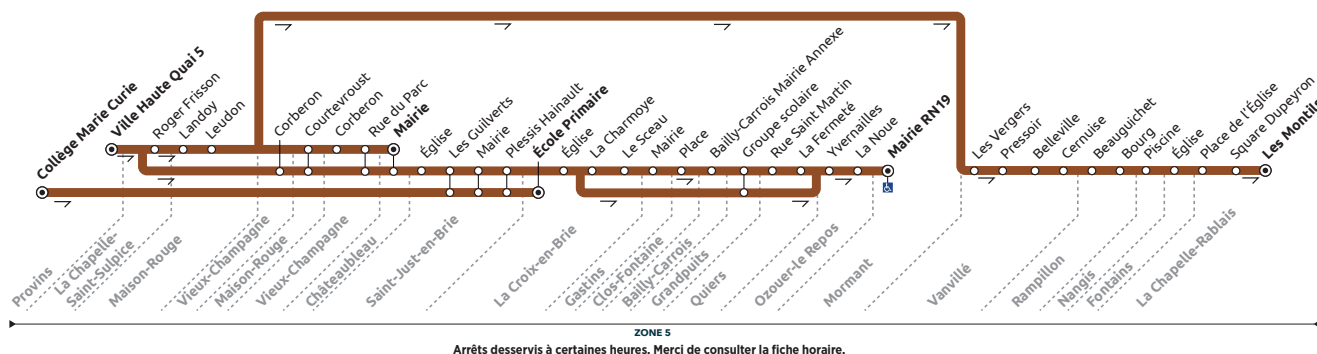 Collège Marie Curie
Ville Haute Quai 5
Roger Frisson
Landoy
Leudon
Corberon
Courtevroust
Corberon
Rue du Parc
Mairie
Église
Les Guilverts
Mairie
Plessis Hainault
École Primaire
Église
La Charmoye
Le Sceau
Mairie
Place
Bailly-Carrois Mairie Annexe
Groupe scolaire
Rue Saint Martin
La Fermeté
Yvernailles
La Noue
Mairie RN19
Les Vergers
Pressoir
Belleville
Cernuise
Beauguichet
Bourg
Piscine
Église
Place de l'Église
Square Dupeyron
Les Montils
Provins
La Chapelle-
Saint-Sulpice
Maison-Rouge
Vieux-Champagne
Maison-Rouge
Vieux-Champagne
Châteaubleau
Saint-Just-en-Brie
La Croix-en-Brie
Gastins
Clos-Fontaine
Bailly-Carrois
Grandpuits
Quiers
Ozouer-le Repos
Mormant
Vanvillé
Rampillon
Nangis
Fontains
La Chapelle-Rablais
ZONE 5
Arrêts desservis à certaines heures. Merci de consulter la fiche horaire.